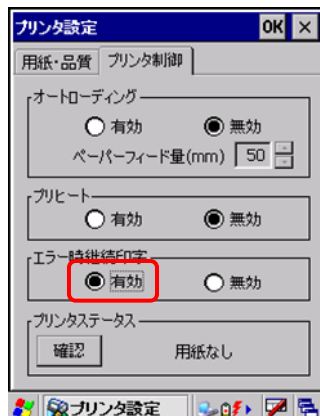 プリンタ設定 OK ×
用紙・品質 プリンタ制御
オートローディング
有効 無効
ペーパーフィード量(mm) 50
プリヒート
有効 無効
エラー時継続印字
有効 無効
プリンタステータス
確認 用紙なし
プリンタ設定